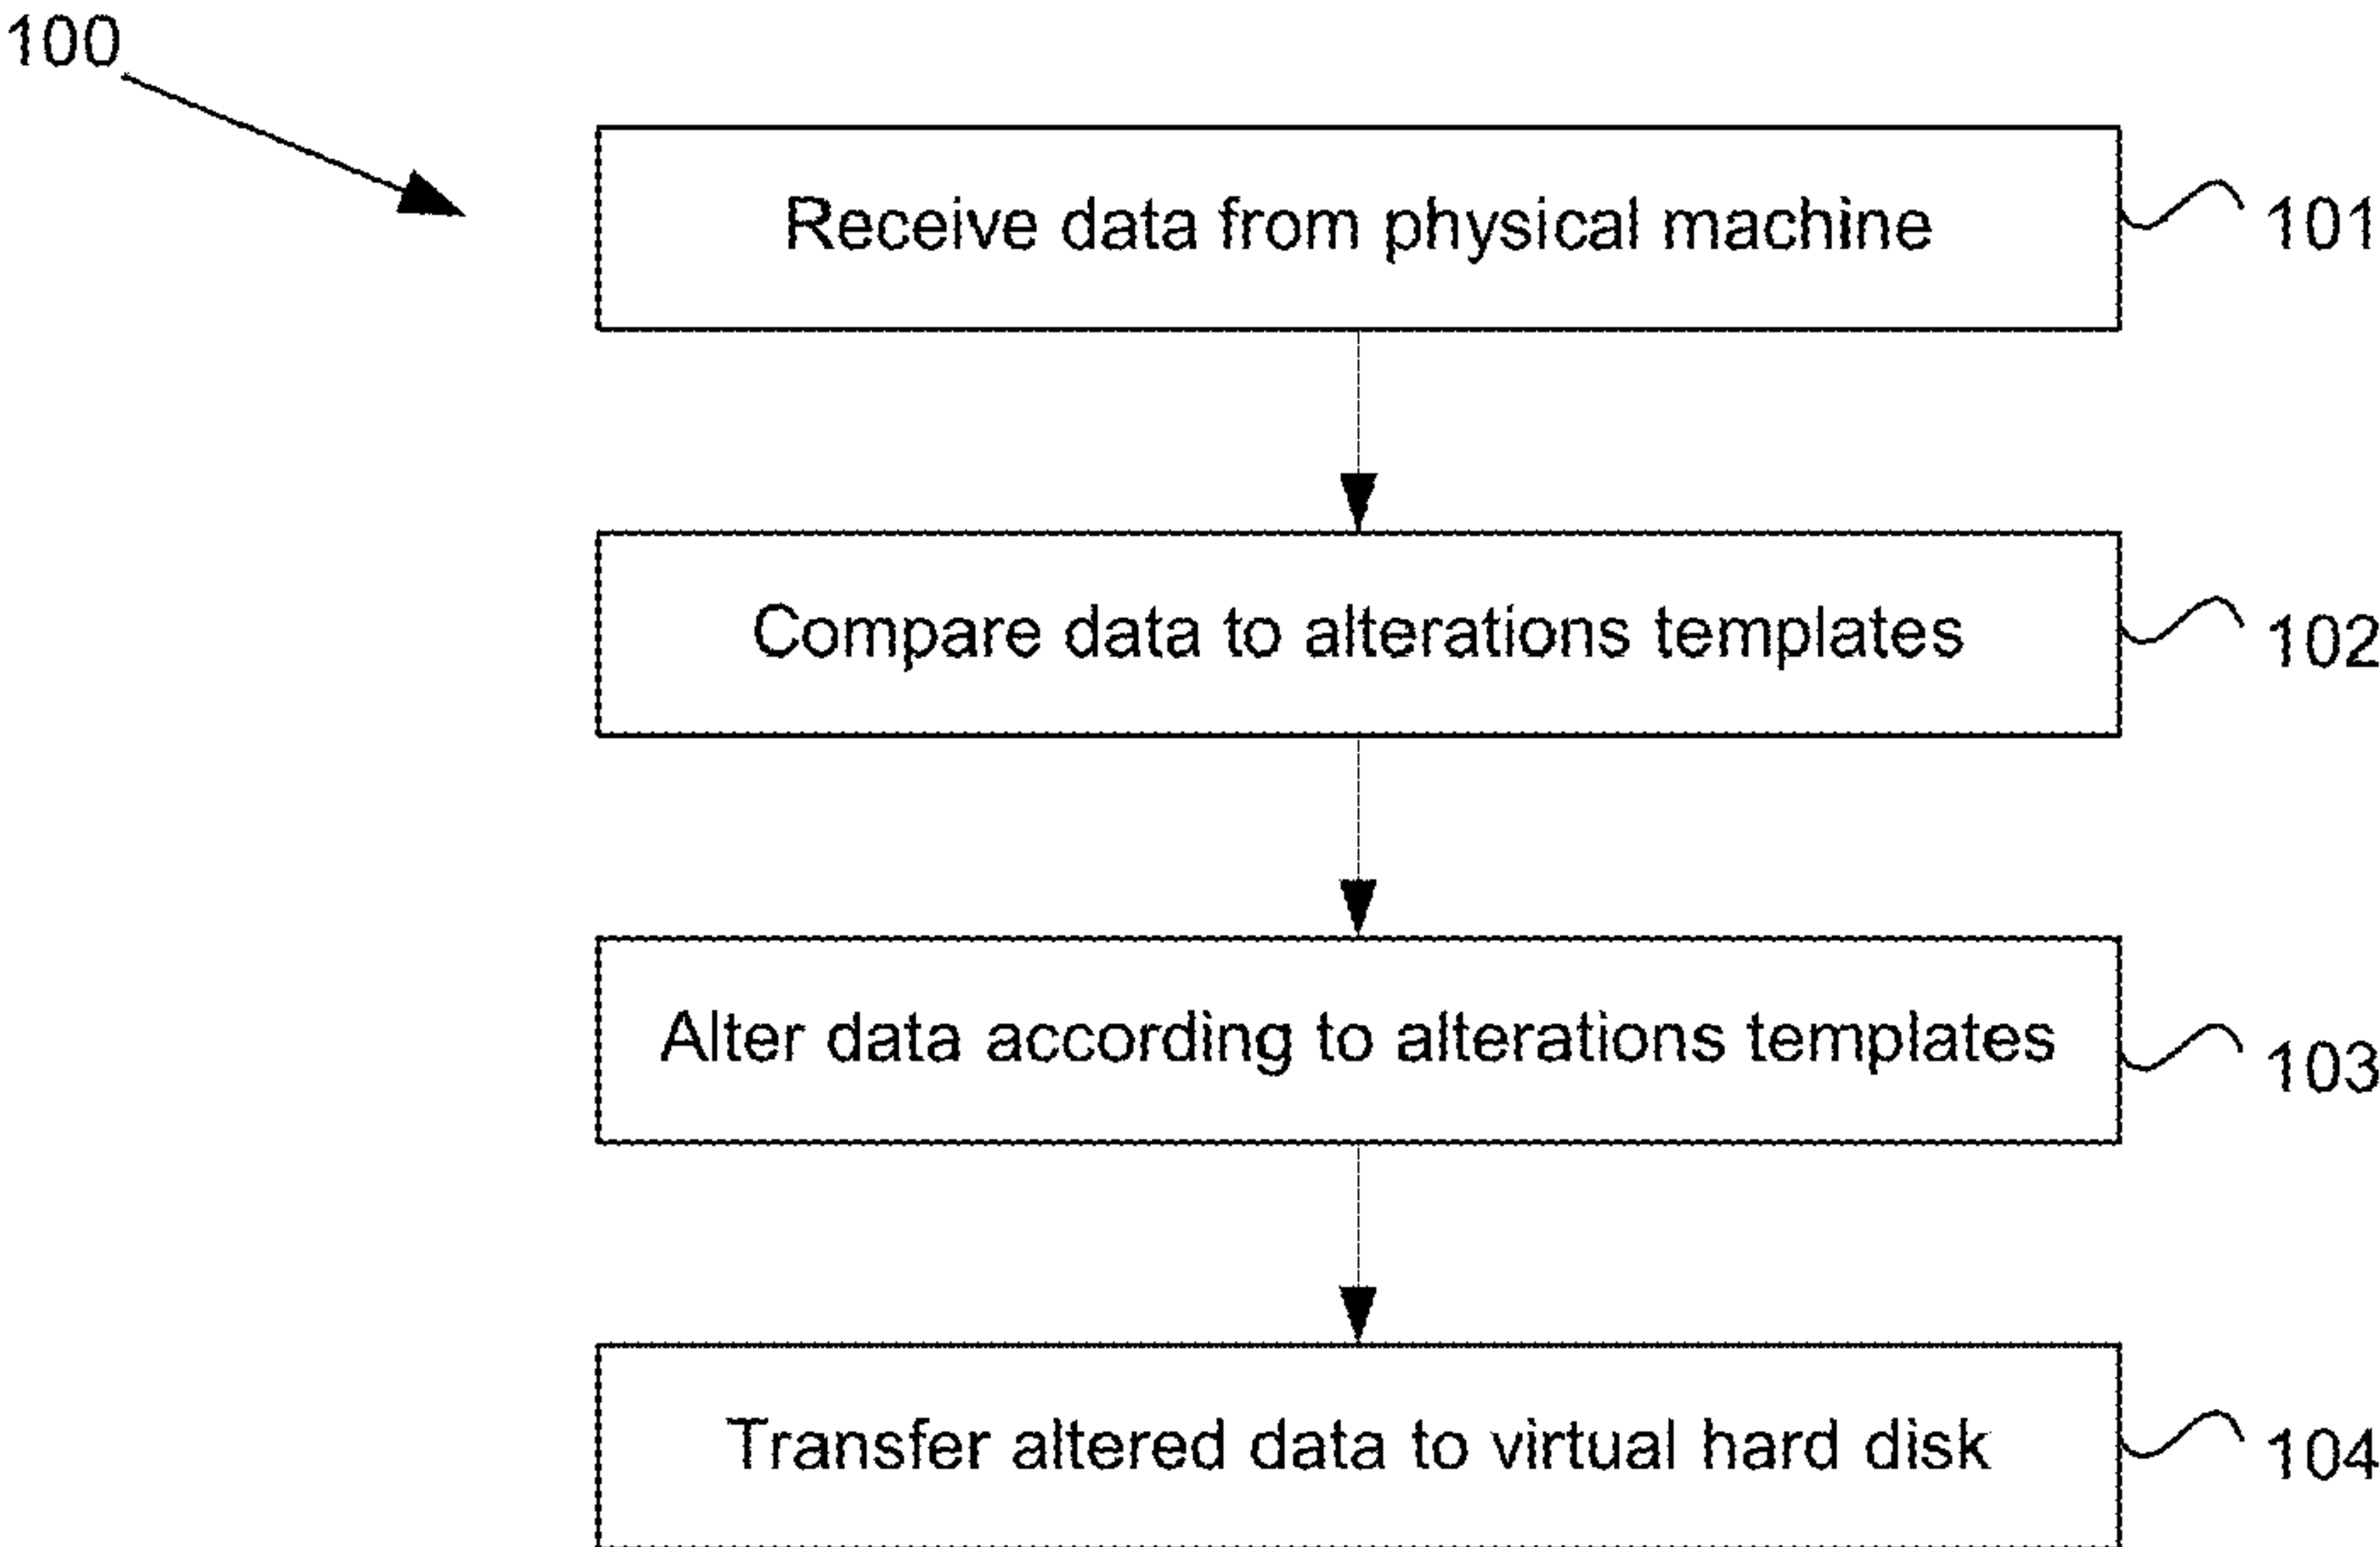 100
Receive data from physical machine
101
Compare data to alterations templates
102
Alter data according to alterations templates
103
Transfer altered data to virtual hard disk
104